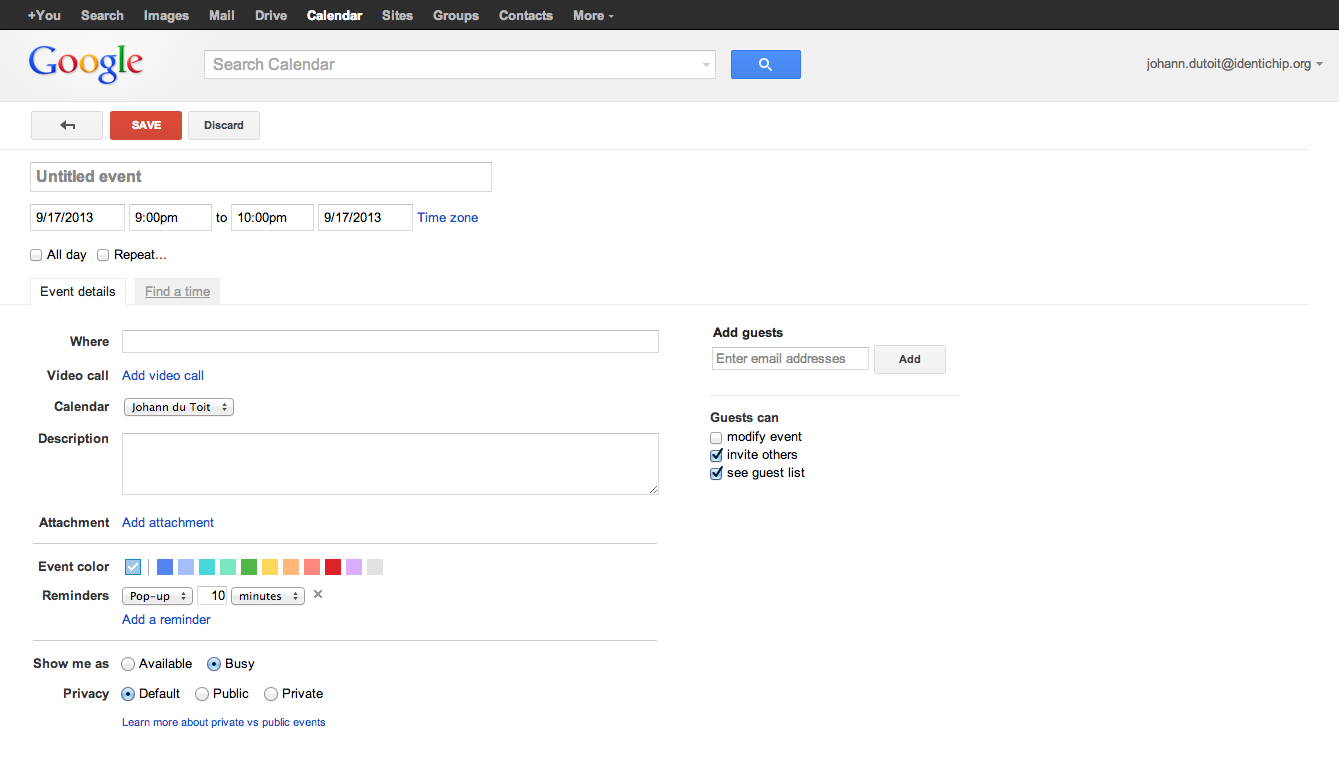 +You Search Images Mail Drive Calendar Sites Groups Contacts More
Google Search Calendar johann.dutoit@identichip.org
SAVE Discard
Untitled event
9/17/2013 9:00pm to 10:00pm 9/17/2013 Time zone
All day Repeat...
Event details Find a time
Where
Video call Add video call
Calendar Johann du Toit
Description
Attachment Add attachment
Event color
Reminders Pop-up 10 minutes
Add a reminder
Show me as Available Busy
Privacy Default Public Private
Learn more about private vs public events
Add guests
Enter email addresses Add
Guests can
modify event
invite others
see guest list